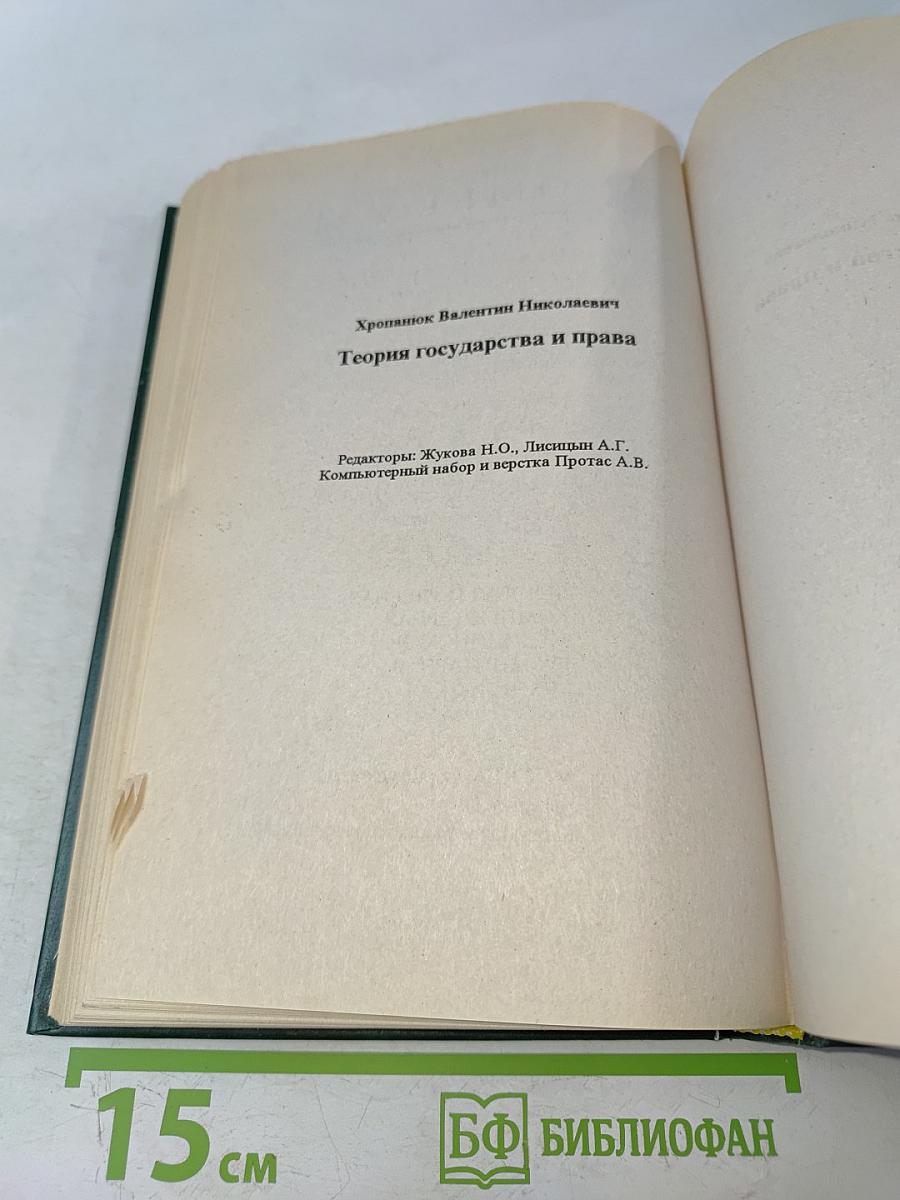 Хропанюк Валентин Николаевич
Теория государства и права
Редакторы: Жукова Н.О., Лисицын А.Г.
Компьютерный набор и верстка Протас А.В.
15 см
БФ БИБЛИОФАН